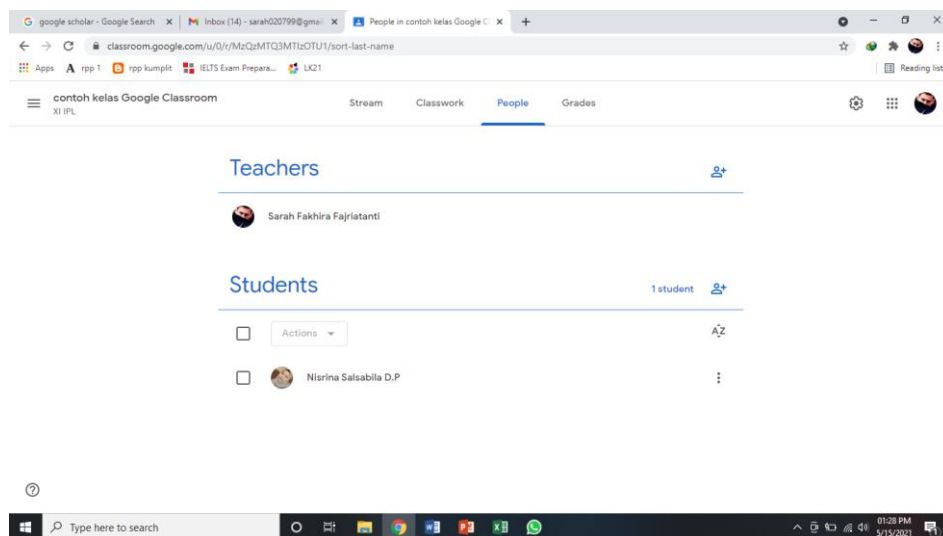 google scholar - Google Search
Inbox (14) - sarah020799@gmai
People in contoh kelas Google C
classroom.google.com/u/0/r/MzQzMTQ3MTIzOTU1/sort-last-name
Apps rpp 1 rpp kumplit IELTS Exam Prepara... LK21 Reading list
contoh kelas Google Classroom
XI IPL
Stream Classwork People Grades
Teachers
Sarah Fakhira Fajriatanti
Students 1 student
Actions
Nisrina Salsabila D.P
Type here to search
01:28 PM
5/15/2021